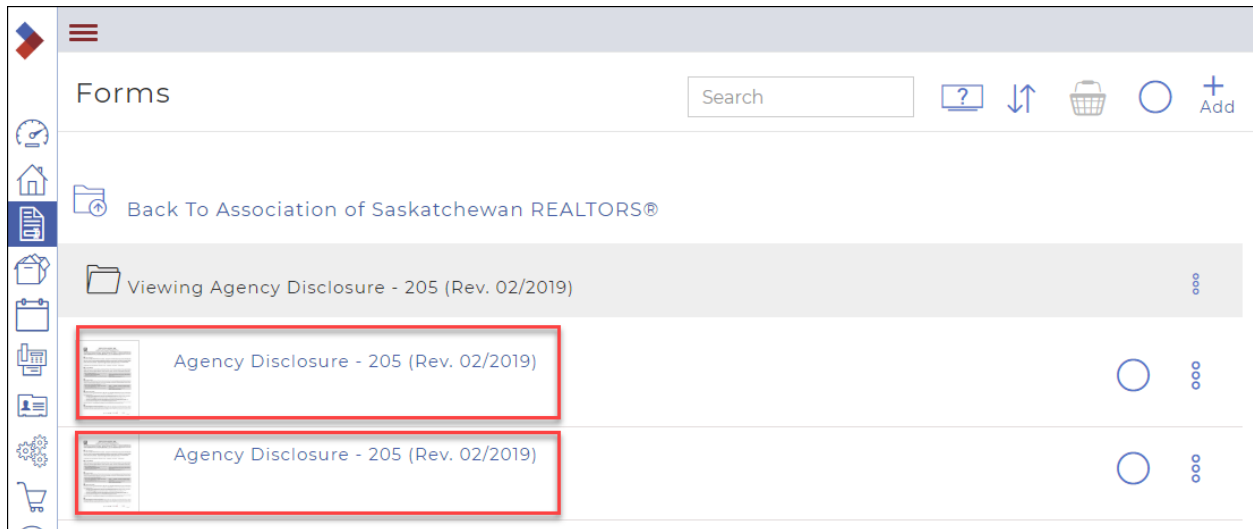 Forms
Search
?
Add
Back To Association of Saskatchewan REALTORS®
Viewing Agency Disclosure - 205 (Rev. 02/2019)
Agency Disclosure - 205 (Rev. 02/2019)
Agency Disclosure - 205 (Rev. 02/2019)